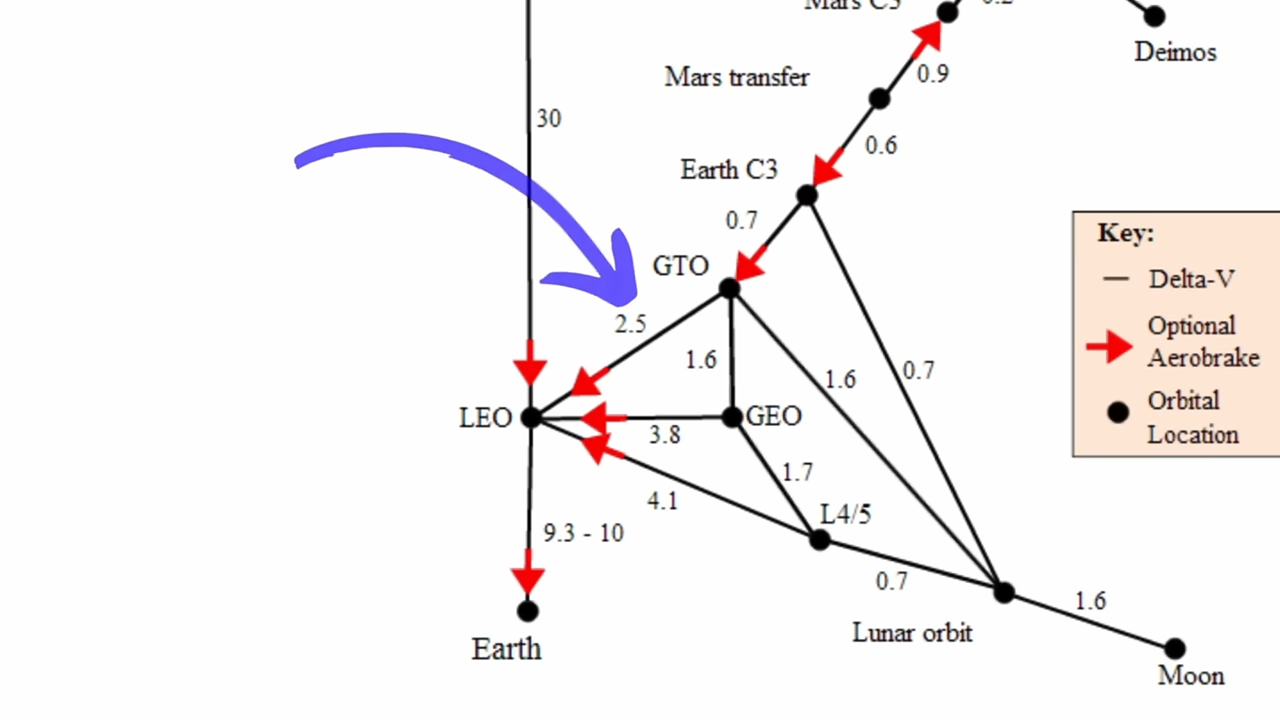 Mars C3
0.2
Deimos
0.9
Mars transfer
30
0.6
Earth C3
0.7
Key:
Delta-V
GTO
2.5
Optional
Aerobrake
1.6
1.6
0.7
Orbital
Location
LEO
GEO
3.8
1.7
4.1
L4/5
9.3 - 10
0.7
1.6
Lunar orbit
Earth
Moon